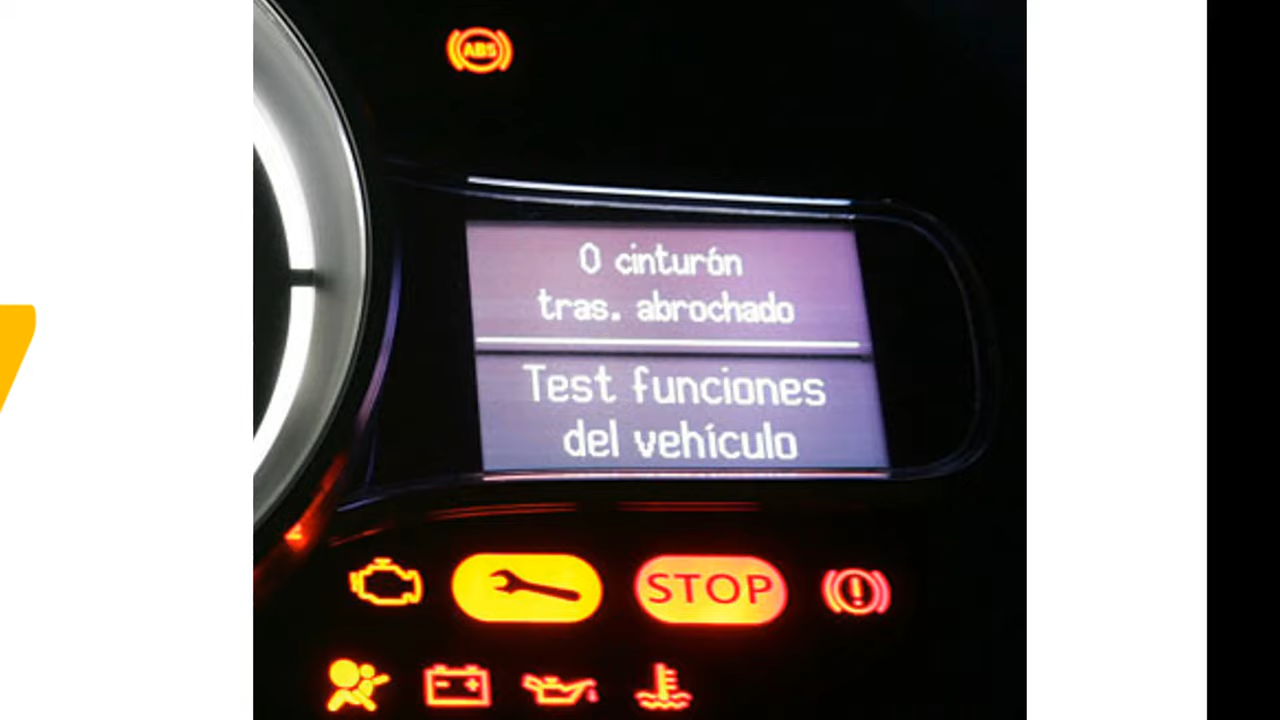 ABS
0 cinturón
tras. abrochado
Test funciones
del vehículo
STOP